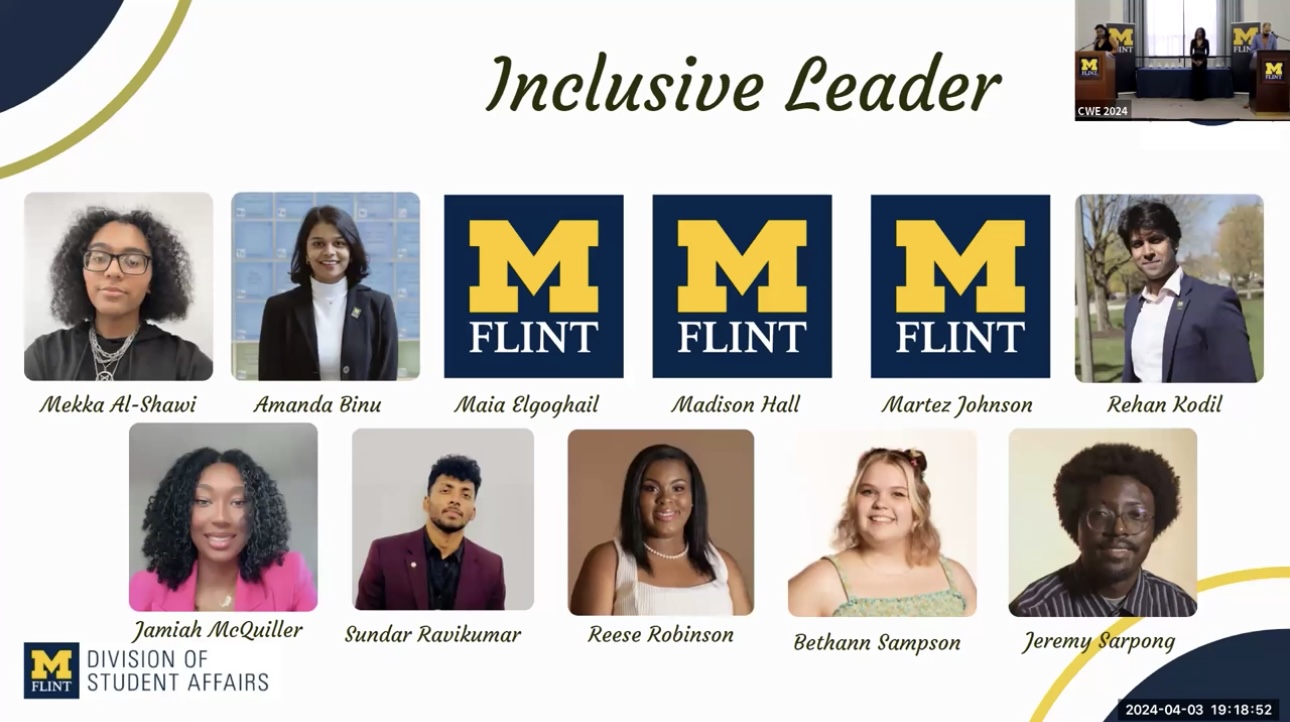 Inclusive Leader
M
FLINT
M
FLINT
CWE 2024
M
FLINT
M
FLINT
M
FLINT
Mekka Al-Shawi
Amanda Binu
Maia Elgoghail
Madison Hall
Martez Johnson
Rehan Kodil
Jamiah McQuiller
Sundar Ravikumar
Reese Robinson
Bethann Sampson
Jeremy Sarpong
M
FLINT
DIVISION OF
STUDENT AFFAIRS
2024-04-03 19:18:52